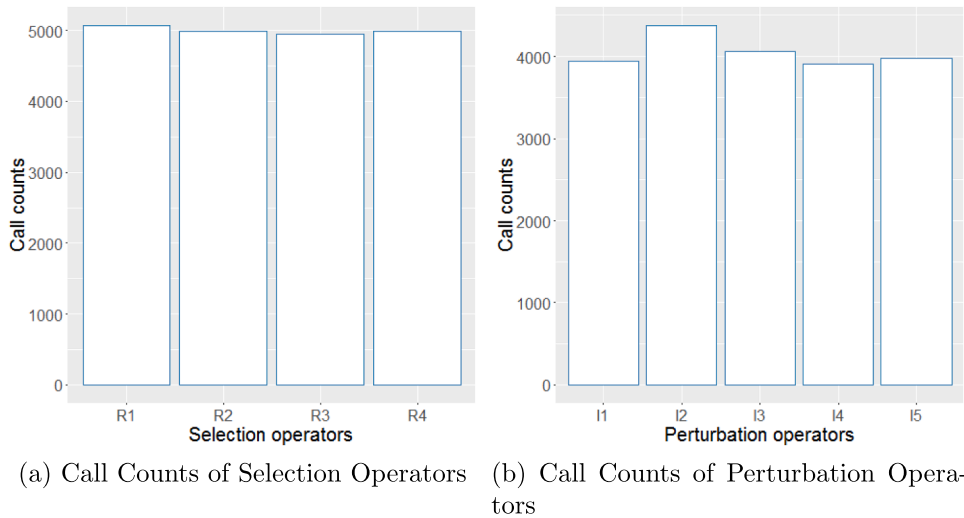 5000
4000
3000
2000
1000
0
Call counts
R1 R2 R3 R4
Selection operators
(a) Call Counts of Selection Operators
4000
3000
2000
1000
0
Call counts
I1 I2 I3 I4 I5
Perturbation operators
(b) Call Counts of Perturbation Opera-
tors